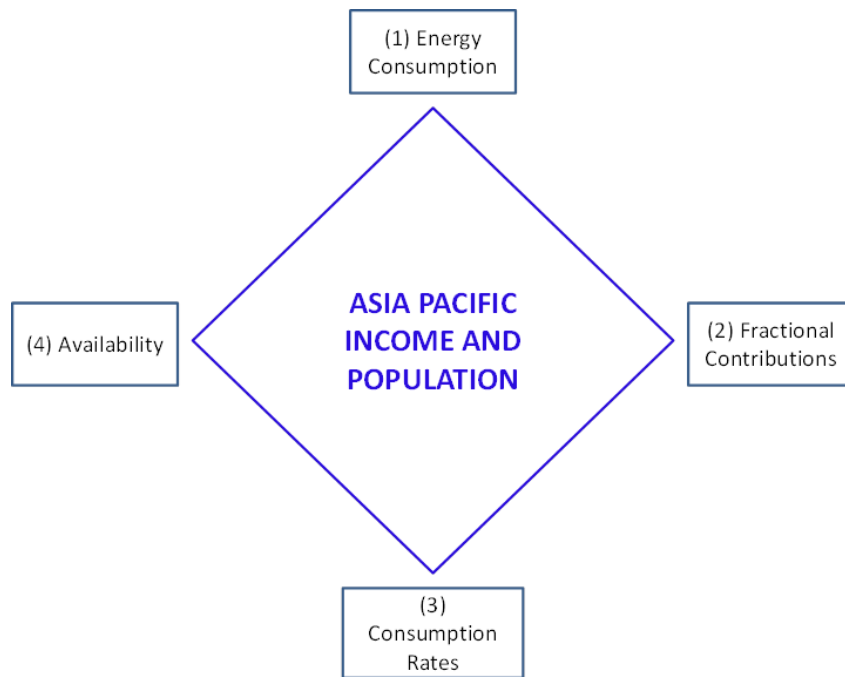 (1) Energy
Consumption
ASIA PACIFIC
INCOME AND
POPULATION
(4) Availability
(2) Fractional
Contributions
(3)
Consumption
Rates